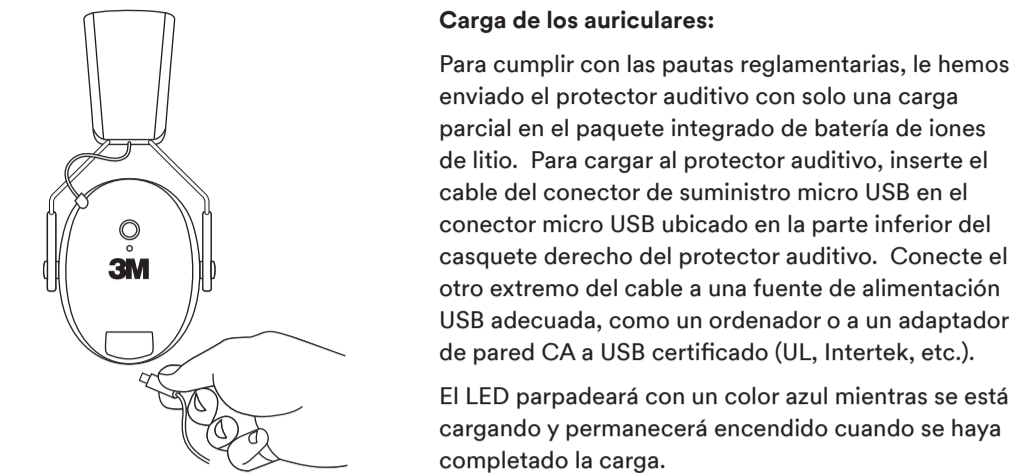 Carga de los auriculares:
Para cumplir con las pautas reglamentarias, le hemos
enviado el protector auditivo con solo una carga
parcial en el paquete integrado de batería de iones
de litio.  Para cargar al protector auditivo, inserte el
cable del conector de suministro micro USB en el
conector micro USB ubicado en la parte inferior del
casquete derecho del protector auditivo.  Conecte el
otro extremo del cable a una fuente de alimentación
USB adecuada, como un ordenador o a un adaptador
de pared CA a USB certificado (UL, Intertek, etc.).
El LED parpadeará con un color azul mientras se está
cargando y permanecerá encendido cuando se haya
completado la carga.
3M